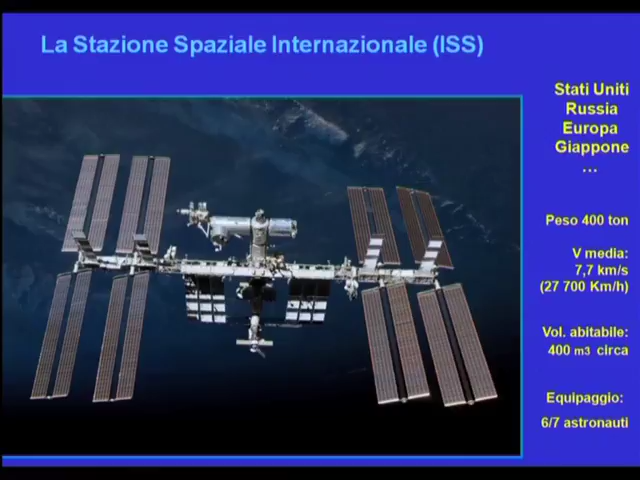 La Stazione Spaziale Internazionale (ISS)
Stati Uniti
Russia
Europa
Giappone
...
Peso 400 ton
V media:
7,7 km/s
(27 700 Km/h)
Vol. abitabile:
400 m3 circa
Equipaggio:
6/7 astronauti